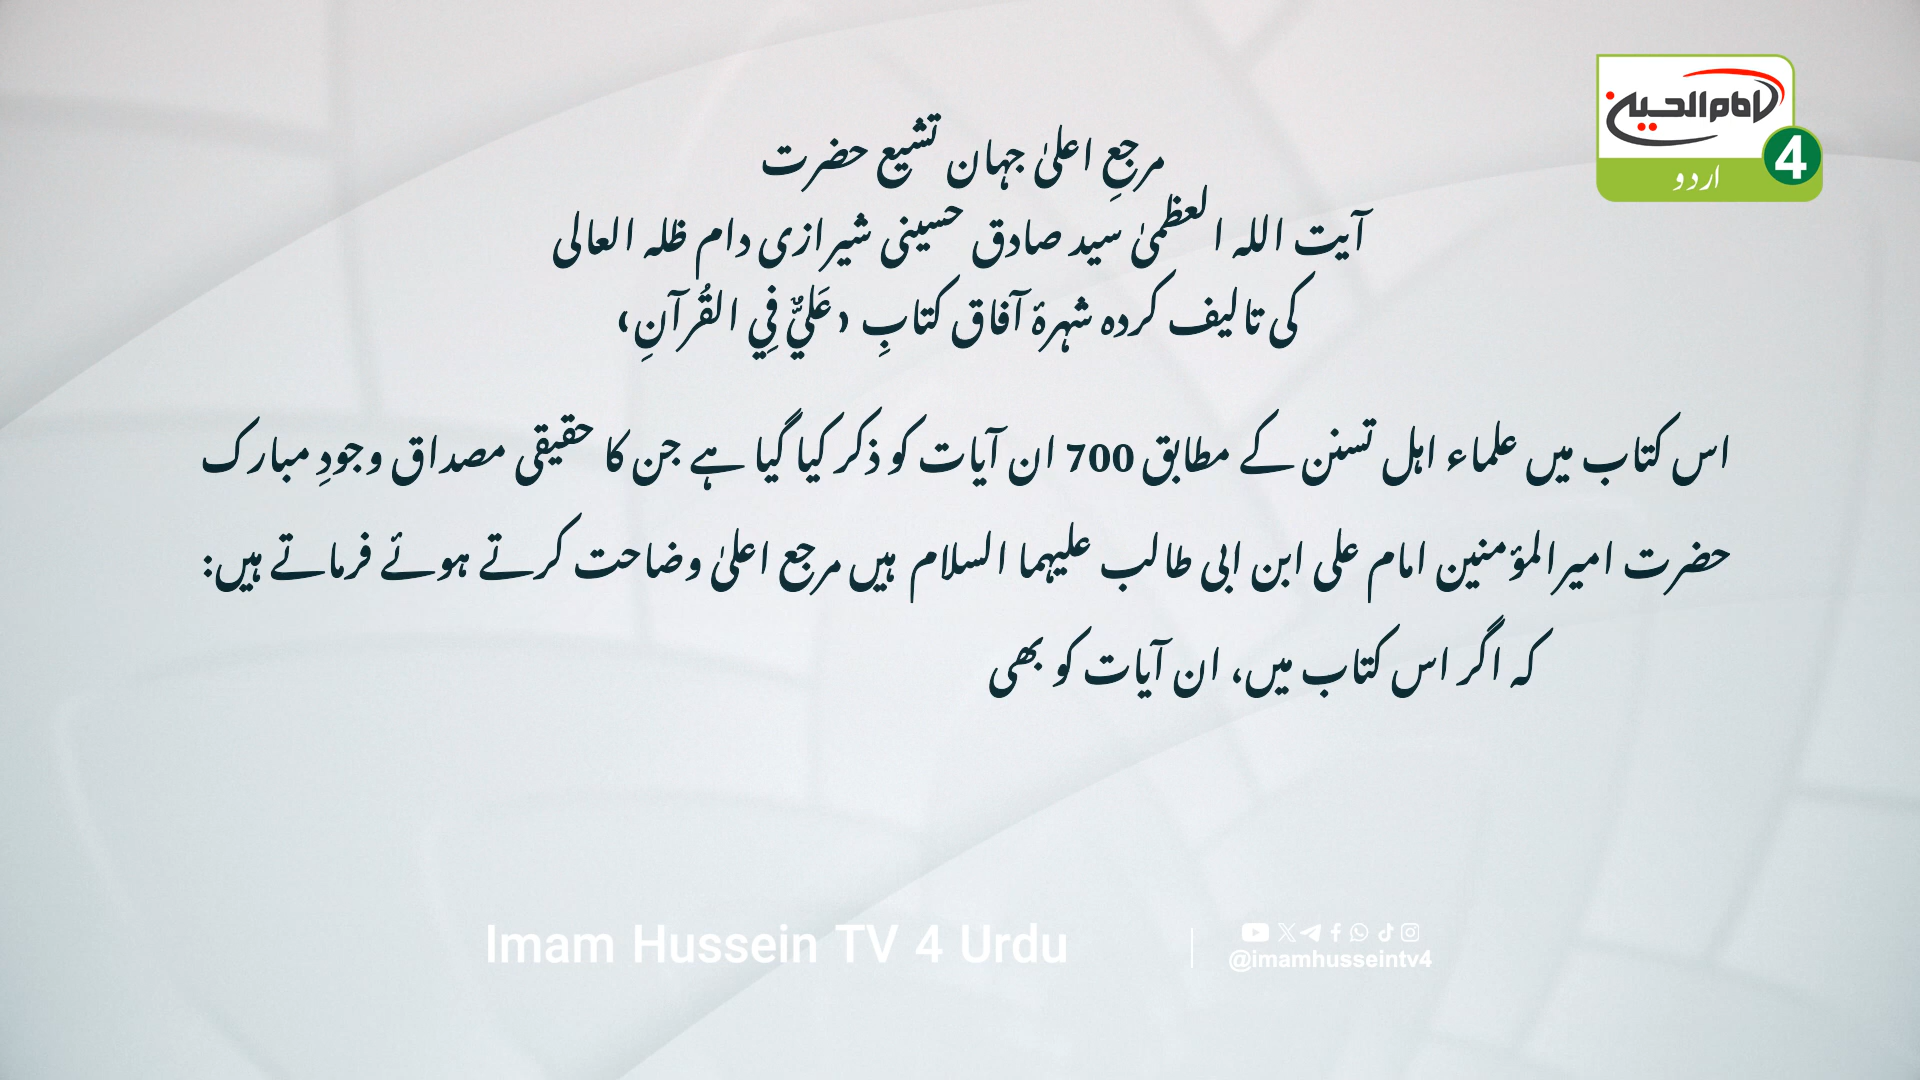 امام الحسین
4
اردو
مرجعِ اعلیٰ جہان تشیع حضرت
آیت اللہ العظمیٰ سید صادق حسینی شیرازی دام ظلہ العالی
کی تالیف کردہ شہرۂ آفاق کتابِ ﴿عَلِيٌّ فِي القُرآنِ﴾
اس کتاب میں علماء اہل تسنن کے مطابق 700 ان آیات کو ذکر کیا گیا ہے جن کا حقیقی مصداق وجودِ مبارک
حضرت امیرالمؤمنین امام علی ابن ابی طالب علیہما السلام ہیں مرجع اعلیٰ وضاحت کرتے ہوئے فرماتے ہیں:
کہ اگر اس کتاب میں، ان آیات کو بھی
Imam Hussein TV 4 Urdu
@imamhusseintv4